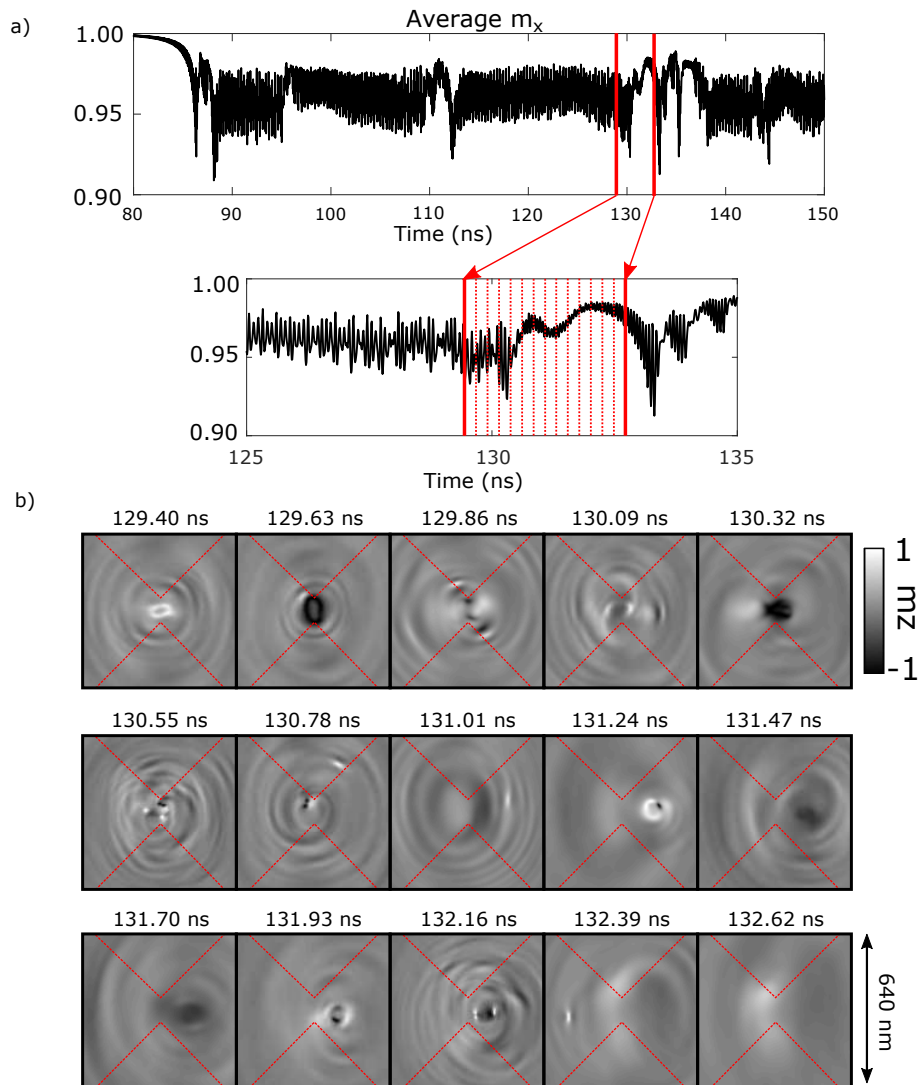 a)
Average mx
1.00
0.95
0.90
80 90 100 110 120 130 140 150
Time (ns)
1.00
0.95
0.90
125 130 135
Time (ns)
b)
129.40 ns 129.63 ns 129.86 ns 130.09 ns 130.32 ns
1
mz
-1
130.55 ns 130.78 ns 131.01 ns 131.24 ns 131.47 ns
131.70 ns 131.93 ns 132.16 ns 132.39 ns 132.62 ns
640 nm